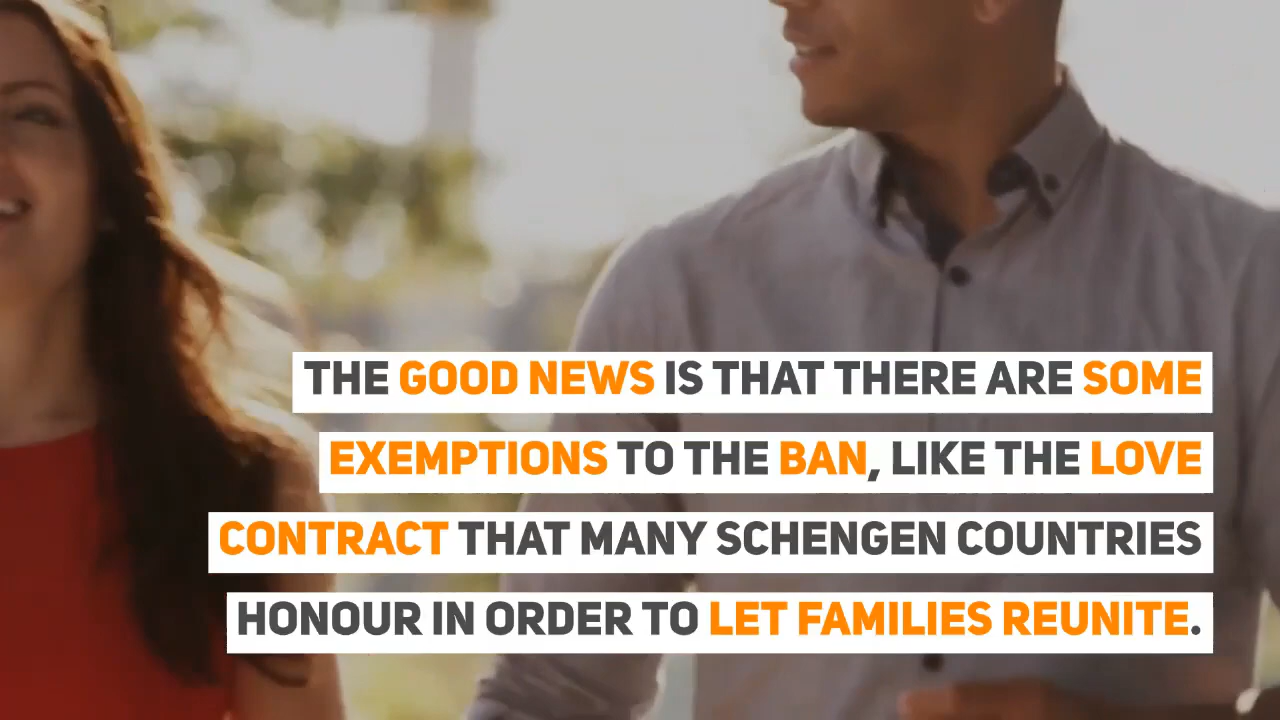 THE GOOD NEWS IS THAT THERE ARE SOME
EXEMPTIONS TO THE BAN, LIKE THE LOVE
CONTRACT THAT MANY SCHENGEN COUNTRIES
HONOUR IN ORDER TO LET FAMILIES REUNITE.